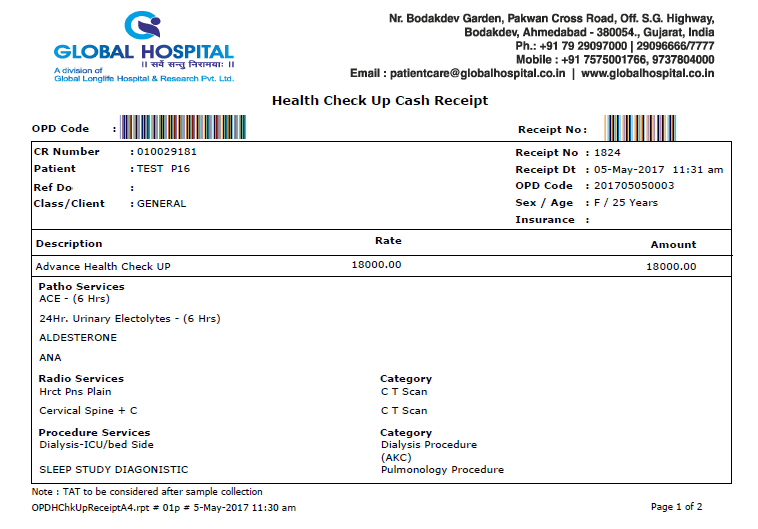 GLOBAL HOSPITAL
।। सर्वे सन्तु निरामयाः ।।
A division of
Global Longlife Hospital & Research Pvt. Ltd.
Nr. Bodakdev Garden, Pakwan Cross Road, Off. S.G. Highway,
Bodakdev, Ahmedabad - 380054., Gujarat, India
Ph.: +91 79 29097000 | 29096666/7777
Mobile : +91 7575001766, 9737804000
Email : patientcare@globalhospital.co.in | www.globalhospital.co.in
Health Check Up Cash Receipt
OPD Code : Receipt No :
CR Number : 010029181 Receipt No : 1824
Patient : TEST P16 Receipt Dt : 05-May-2017 11:31 am
Ref Do : OPD Code : 201705050003
Class/Client : GENERAL Sex / Age : F / 25 Years
Insurance :
Description Rate Amount
Advance Health Check UP 18000.00 18000.00
Patho Services
ACE - (6 Hrs)
24Hr. Urinary Electolytes - (6 Hrs)
ALDESTERONE
ANA
Radio Services Category
Hrct Pns Plain C T Scan
Cervical Spine + C C T Scan
Procedure Services Category
Dialysis-ICU/bed Side Dialysis Procedure
(AKC)
SLEEP STUDY DIAGONISTIC Pulmonology Procedure
Note : TAT to be considered after sample collection
OPDHChkUpReceiptA4.rpt # 01p # 5-May-2017 11:30 am Page 1 of 2